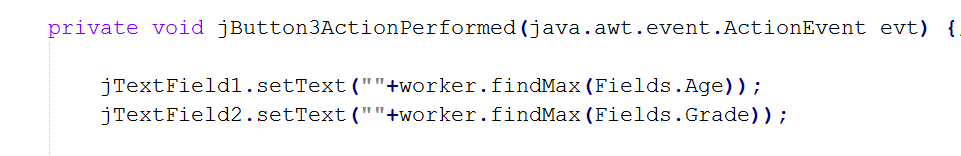 private void jButton3ActionPerformed(java.awt.event.ActionEvent evt) {
jTextField1.setText(""+worker.findMax(Fields.Age));
jTextField2.setText(""+worker.findMax(Fields.Grade));